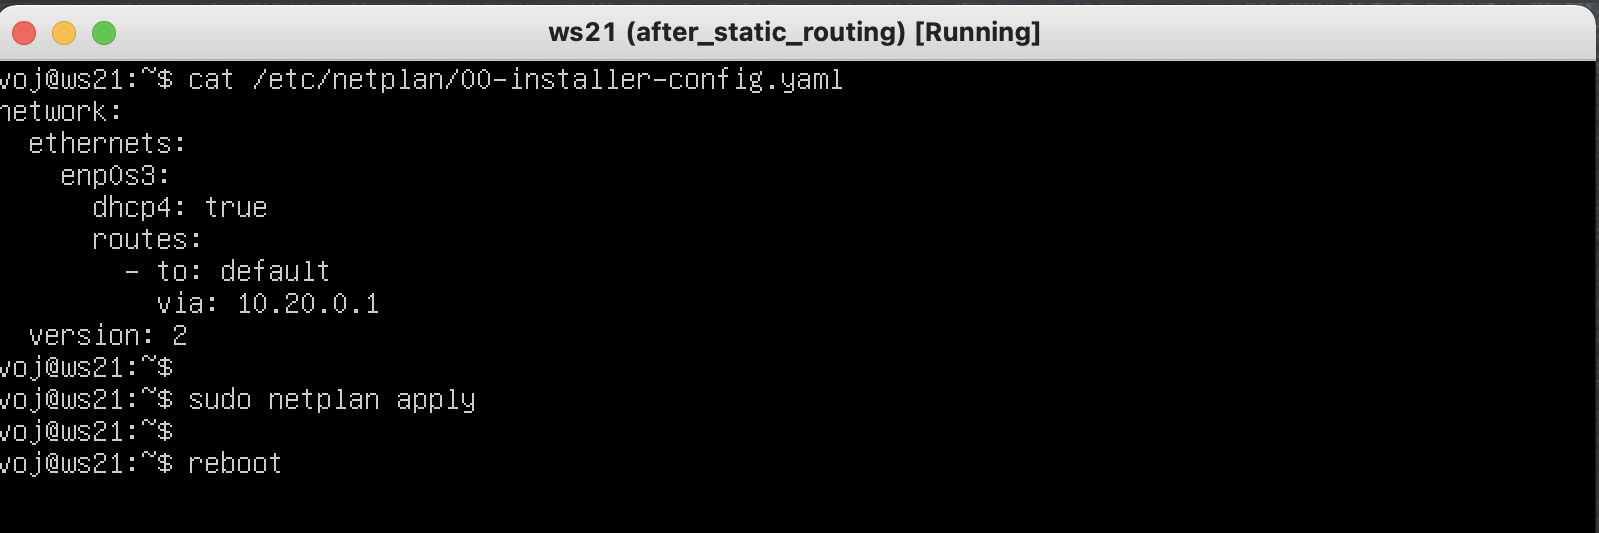 ws21 (after_static_routing) [Running]
voj@ws21:~$ cat /etc/netplan/00-installer-config.yaml
network:
  ethernets:
    enp0s3:
      dhcp4: true
      routes:
        - to: default
          via: 10.20.0.1
  version: 2
voj@ws21:~$
voj@ws21:~$ sudo netplan apply
voj@ws21:~$
voj@ws21:~$ reboot